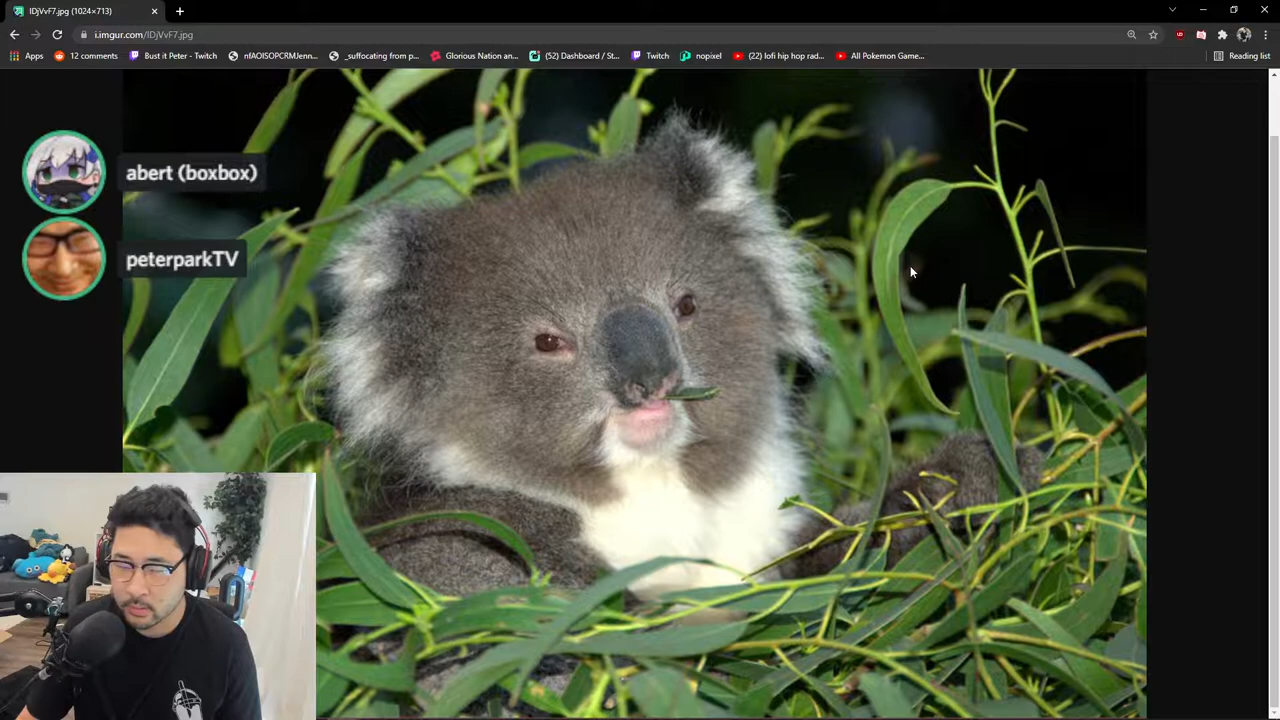 IDjVvF7.jpg (1024×713)
i.imgur.com/IDjVvF7.jpg
Apps
12 comments
Bust it Peter - Twitch
nfAOISOPCRMJenn...
_suffocating from p...
Glorious Nation an...
(52) Dashboard / St...
Twitch
nopixel
(22) lofi hip hop rad...
All Pokemon Game...
Reading list
abert (boxbox)
peterparkTV